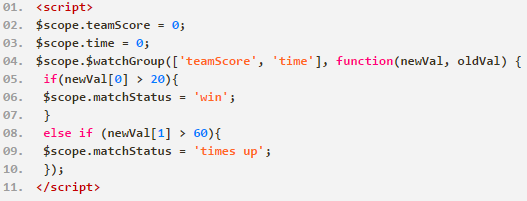 01. <script>
02. $scope.teamScore = 0;
03. $scope.time = 0;
04. $scope.$watchGroup(['teamScore', 'time'], function(newVal, oldVal) {
05. if(newVal[0] > 20){
06. $scope.matchStatus = 'win';
07. }
08. else if (newVal[1] > 60){
09. $scope.matchStatus = 'times up';
10. });
11. </script>